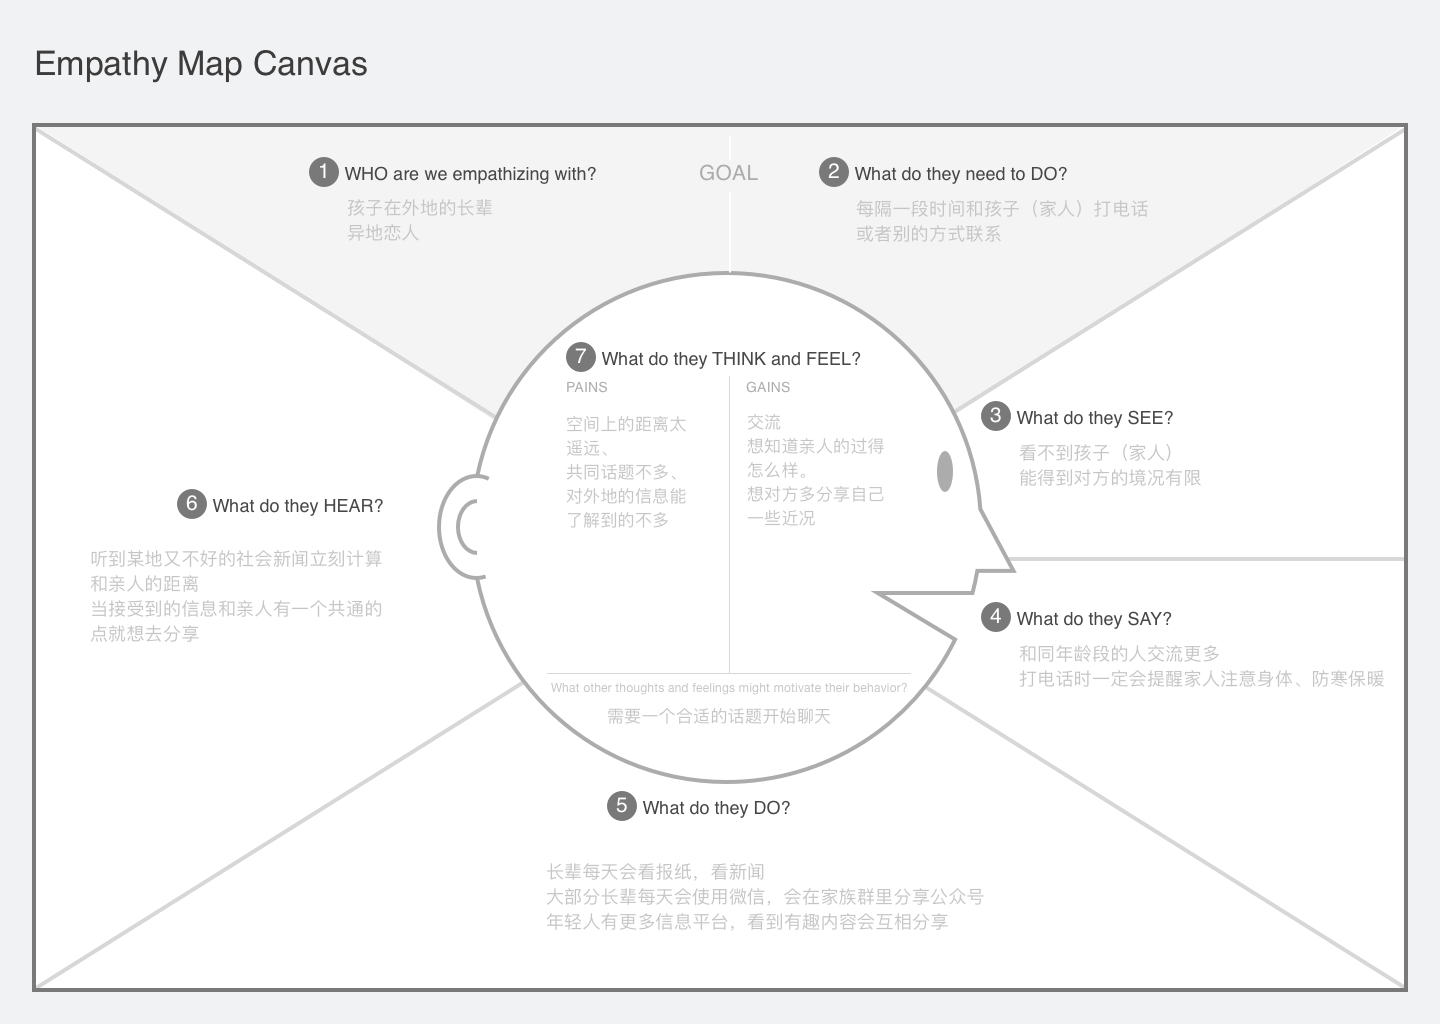 Empathy Map Canvas
1 WHO are we empathizing with?
孩子在外地的长辈
异地恋人
GOAL
2 What do they need to DO?
每隔一段时间和孩子（家人）打电话
或者别的方式联系
7 What do they THINK and FEEL?
PAINS
空间上的距离太
遥远、
共同话题不多、
对外地的信息能
了解到的不多
GAINS
交流
想知道亲人的过得
怎么样。
想对方多分享自己
一些近况
What other thoughts and feelings might motivate their behavior?
需要一个合适的话题开始聊天
3 What do they SEE?
看不到孩子（家人）
能得到对方的境况有限
4 What do they SAY?
和同年龄段的人交流更多
打电话时一定会提醒家人注意身体、防寒保暖
5 What do they DO?
长辈每天会看报纸，看新闻
大部分长辈每天会使用微信，会在家族群里分享公众号
年轻人有更多信息平台，看到有趣内容会互相分享
6 What do they HEAR?
听到某地又不好的社会新闻立刻计算
和亲人的距离
当接受到的信息和亲人有一个共通的
点就想去分享